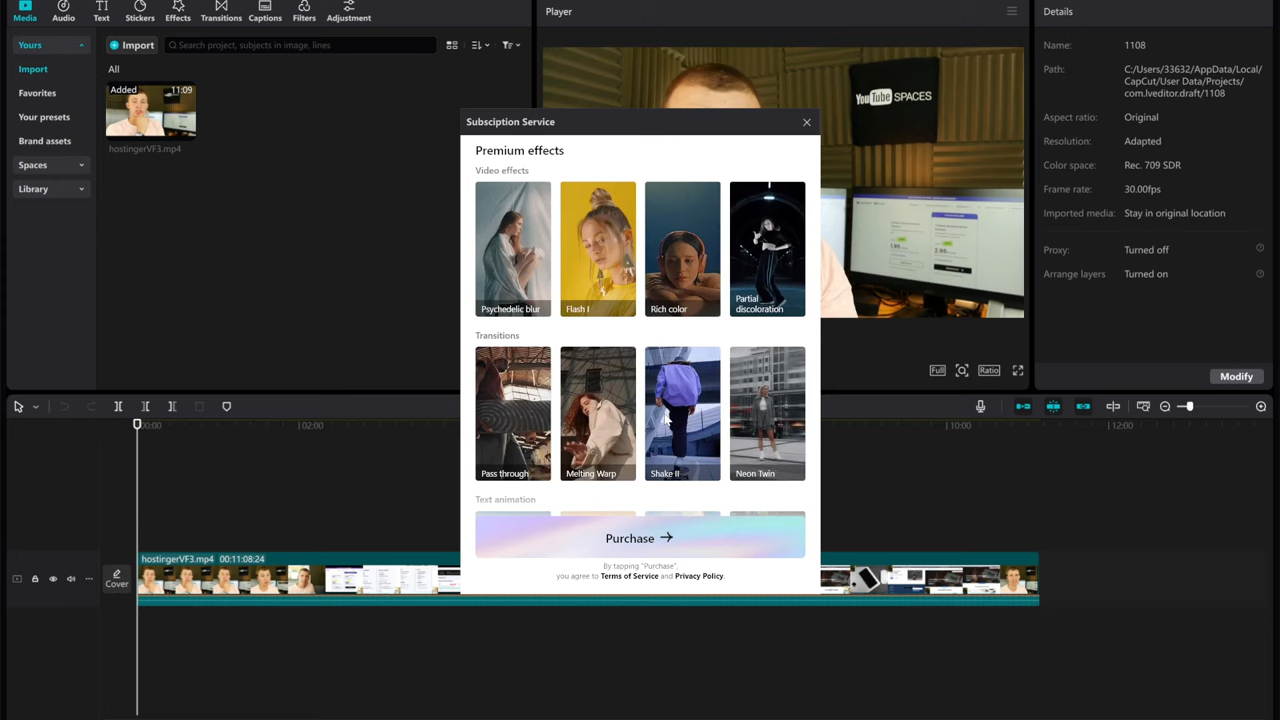 Media
Audio
Text
Stickers
Effects
Transitions
Captions
Filters
Adjustment
Yours
Import
Favorites
Your presets
Brand assets
Spaces
Library
Import
Search project, subjects in image, lines
All
Added
11:09
hostingerVF3.mp4
Player
YouTube SPACES
Full
Ratio
Details
Name:
1108
Path:
C:/Users/33632/AppData/Local/
CapCut/User Data/Projects/
com.lveditor.draft/1108
Aspect ratio:
Original
Resolution:
Adapted
Color space:
Rec. 709 SDR
Frame rate:
30.00fps
Imported media:
Stay in original location
Proxy:
Turned off
Arrange layers
Turned on
Modify
Subsciption Service
Premium effects
Video effects
Psychedelic blur
Flash I
Rich color
Partial
discoloration
Transitions
Pass through
Melting Warp
Shake II
Neon Twin
Text animation
Purchase
By tapping "Purchase",
you agree to Terms of Service and Privacy Policy.
00:00
02:00
10:00
12:00
Cover
hostingerVF3.mp4 00:11:08:24